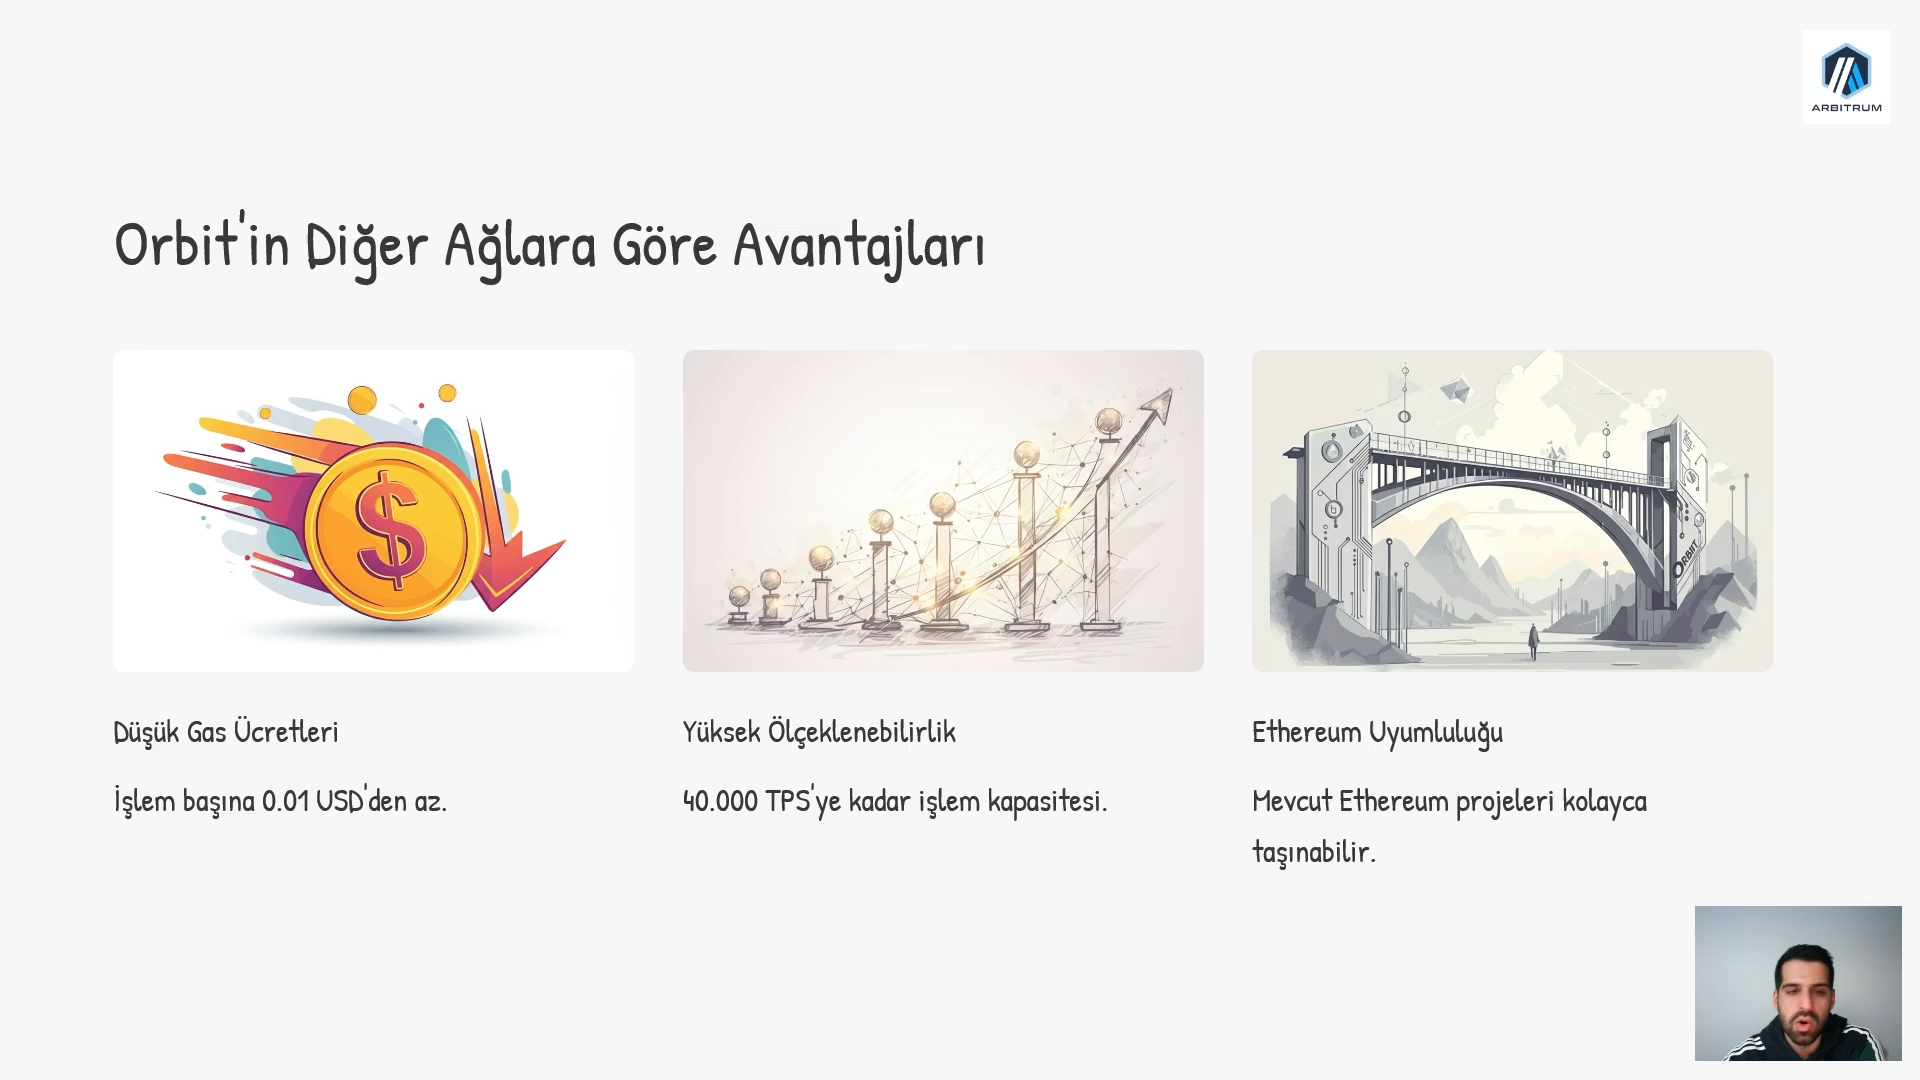 ARBITRUM
Orbit'in Diğer Ağlara Göre Avantajları
$
ORBIIT
Düşük Gas Ücretleri
Yüksek Ölçeklenebilirlik
Ethereum Uyumluluğu
İşlem başına 0.01 USD'den az.
40.000 TPS'ye kadar işlem kapasitesi.
Mevcut Ethereum projeleri kolayca
taşınabilir.